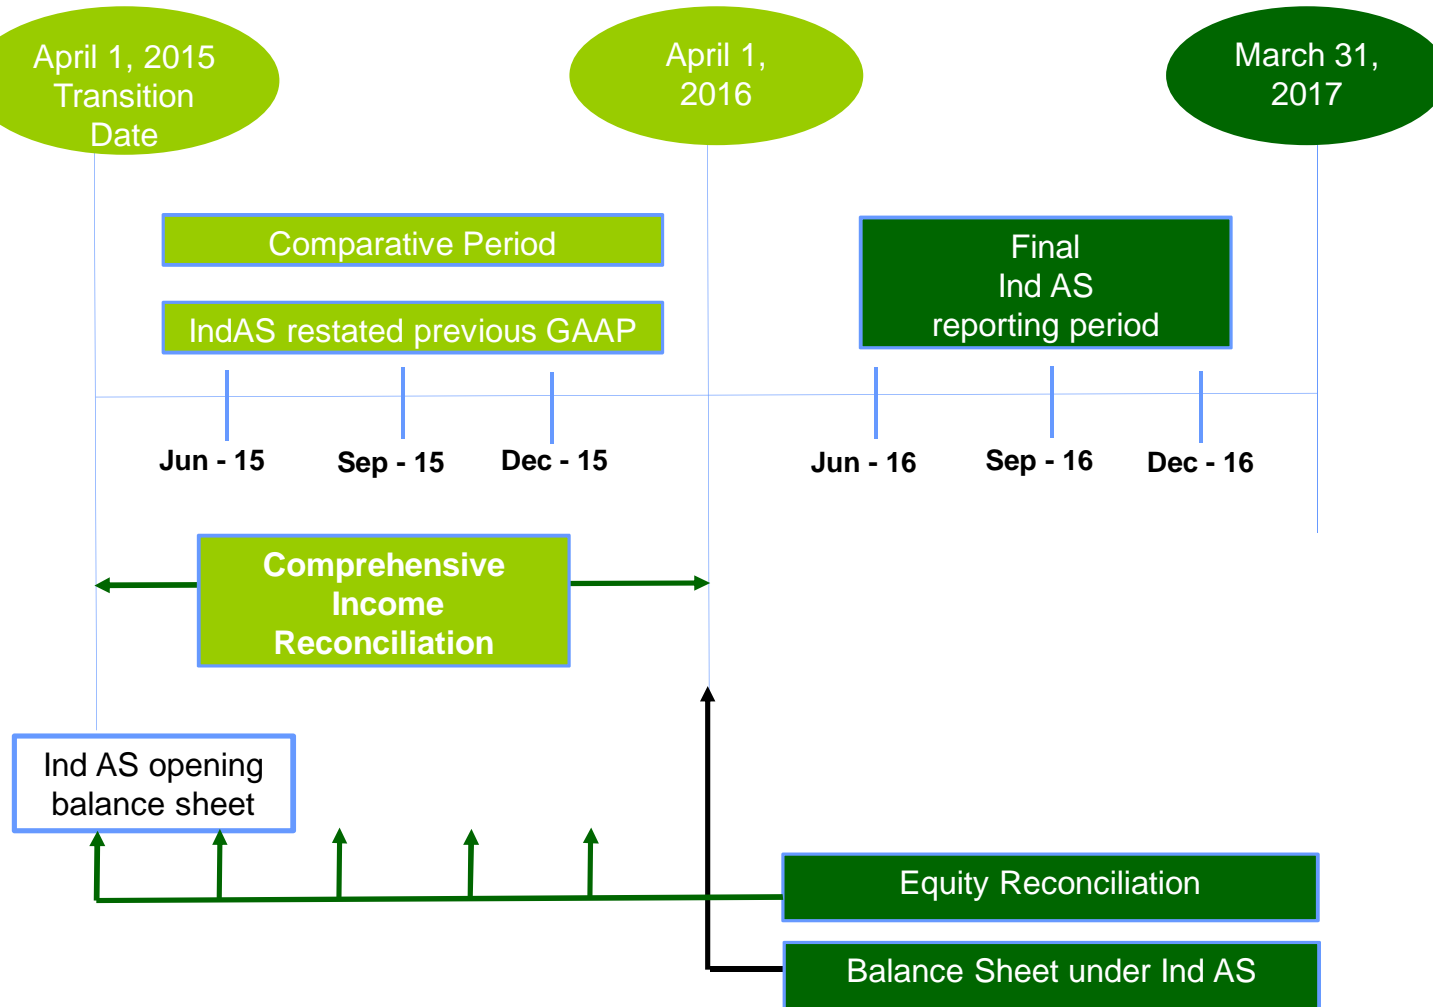 April 1, 2015
Transition
Date
April 1,
2016
March 31,
2017
Comparative Period
IndAS restated previous GAAP
Final
Ind AS
reporting period
Jun - 15
Sep - 15
Dec - 15
Jun - 16
Sep - 16
Dec - 16
Comprehensive
Income
Reconciliation
Ind AS opening
balance sheet
Equity Reconciliation
Balance Sheet under Ind AS